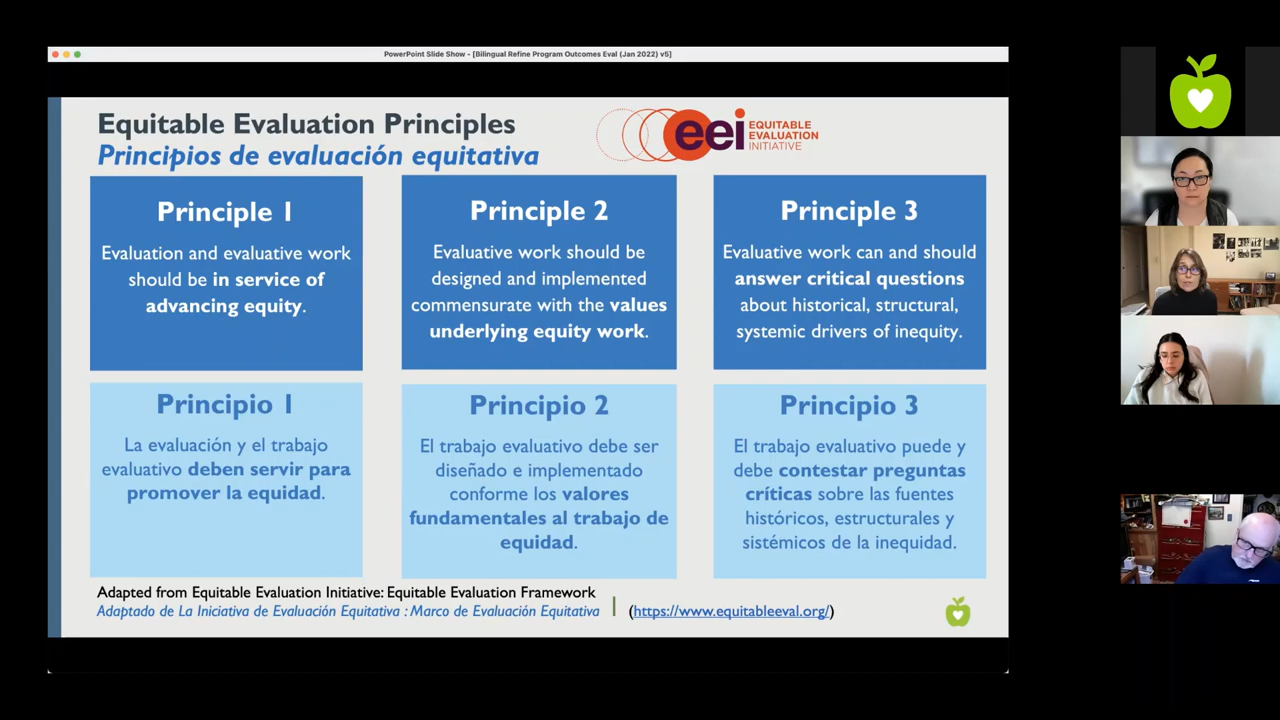 PowerPoint Slide Show - [Bilingual Refine Program Outcomes Eval (Jan 2022) v5]
Equitable Evaluation Principles
Principios de evaluación equitativa
eei EQUITABLE
EVALUATION
INITIATIVE
Principle 1
Evaluation and evaluative work
should be in service of
advancing equity.
Principle 2
Evaluative work should be
designed and implemented
commensurate with the values
underlying equity work.
Principle 3
Evaluative work can and should
answer critical questions
about historical, structural,
systemic drivers of inequity.
Principio 1
La evaluación y el trabajo
evaluativo deben servir para
promover la equidad.
Principio 2
El trabajo evaluativo debe ser
diseñado e implementado
conforme los valores
fundamentales al trabajo de
equidad.
Principio 3
El trabajo evaluativo puede y
debe contestar preguntas
críticas sobre las fuentes
históricos, estructurales y
sistémicos de la inequidad.
Adapted from Equitable Evaluation Initiative: Equitable Evaluation Framework
Adaptado de La Iniciativa de Evaluación Equitativa : Marco de Evaluación Equitativa
(https://www.equitableeval.org/)